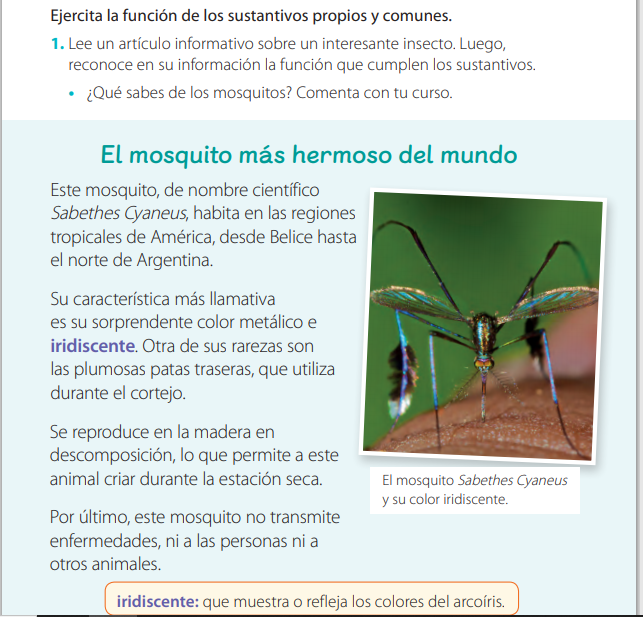 Ejercita la función de los sustantivos propios y comunes.
1. Lee un artículo informativo sobre un interesante insecto. Luego,
reconoce en su información la función que cumplen los sustantivos.
• ¿Qué sabes de los mosquitos? Comenta con tu curso.
El mosquito más hermoso del mundo
Este mosquito, de nombre científico
Sabethes Cyaneus, habita en las regiones
tropicales de América, desde Belice hasta
el norte de Argentina.
Su característica más llamativa
es su sorprendente color metálico e
iridiscente. Otra de sus rarezas son
las plumosas patas traseras, que utiliza
durante el cortejo.
Se reproduce en la madera en
descomposición, lo que permite a este
animal criar durante la estación seca.
Por último, este mosquito no transmite
enfermedades, ni a las personas ni a
otros animales.
El mosquito Sabethes Cyaneus
y su color iridiscente.
iridiscente: que muestra o refleja los colores del arcoíris.